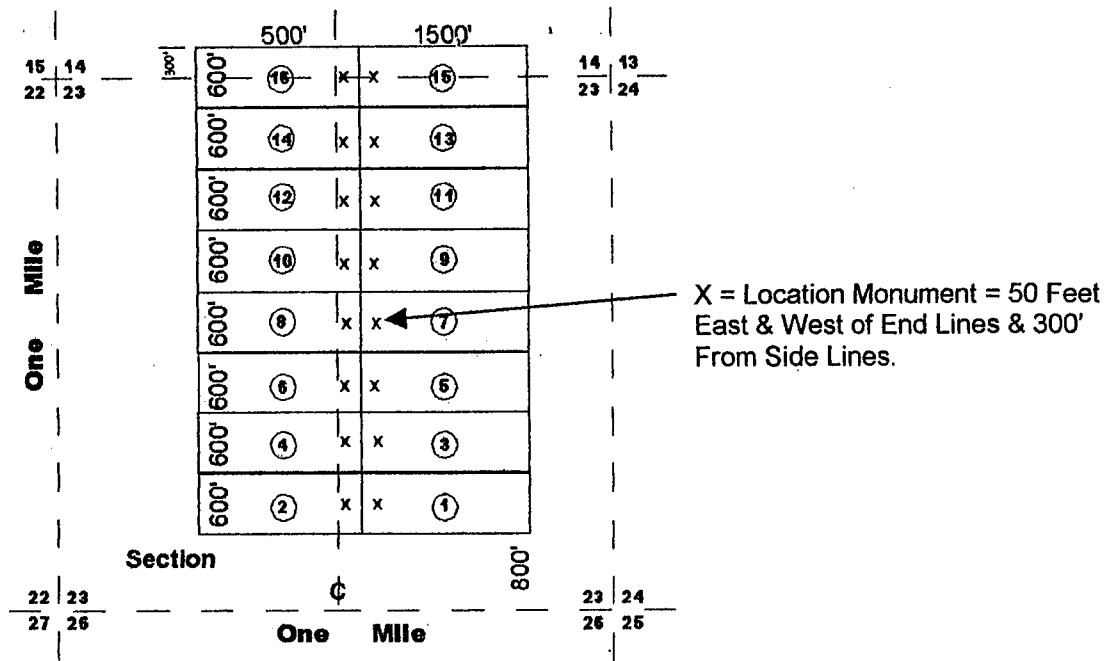 500' 1500'
15 14
22 23
300'
600' 16 x x 15
14 13
23 24
600' 14 x x 13
600' 12 x x 11
600' 10 x x 9
600' 8 x x 7
600' 6 x x 5
600' 4 x x 3
600' 2 x x 1
One Mile
X = Location Monument = 50 Feet
East & West of End Lines & 300'
From Side Lines.
Section
800'
22 23
27 26
₵
23 24
26 25
One Mile